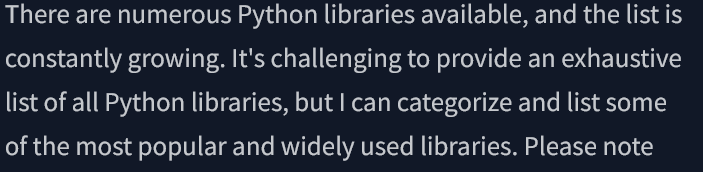 There are numerous Python libraries available, and the list is
constantly growing. It's challenging to provide an exhaustive
list of all Python libraries, but I can categorize and list some
of the most popular and widely used libraries. Please note